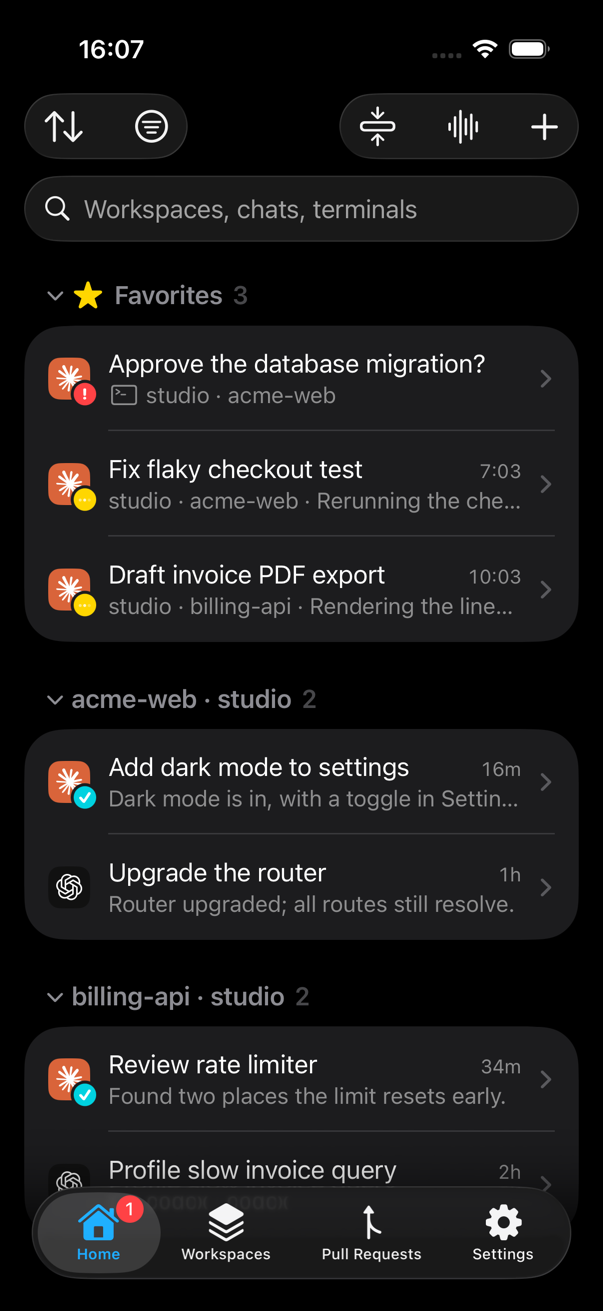 16:07
Workspaces, chats, terminals
Favorites 3
Approve the database migration?
studio · acme-web
Fix flaky checkout test 7:03
studio · acme-web · Rerunning the che...
Draft invoice PDF export 10:03
studio · billing-api · Rendering the line...
acme-web · studio 2
Add dark mode to settings 16m
Dark mode is in, with a toggle in Settin...
Upgrade the router 1h
Router upgraded; all routes still resolve.
billing-api · studio 2
Review rate limiter 34m
Found two places the limit resets early.
Profile slow invoice query 2h
1
Home Workspaces Pull Requests Settings